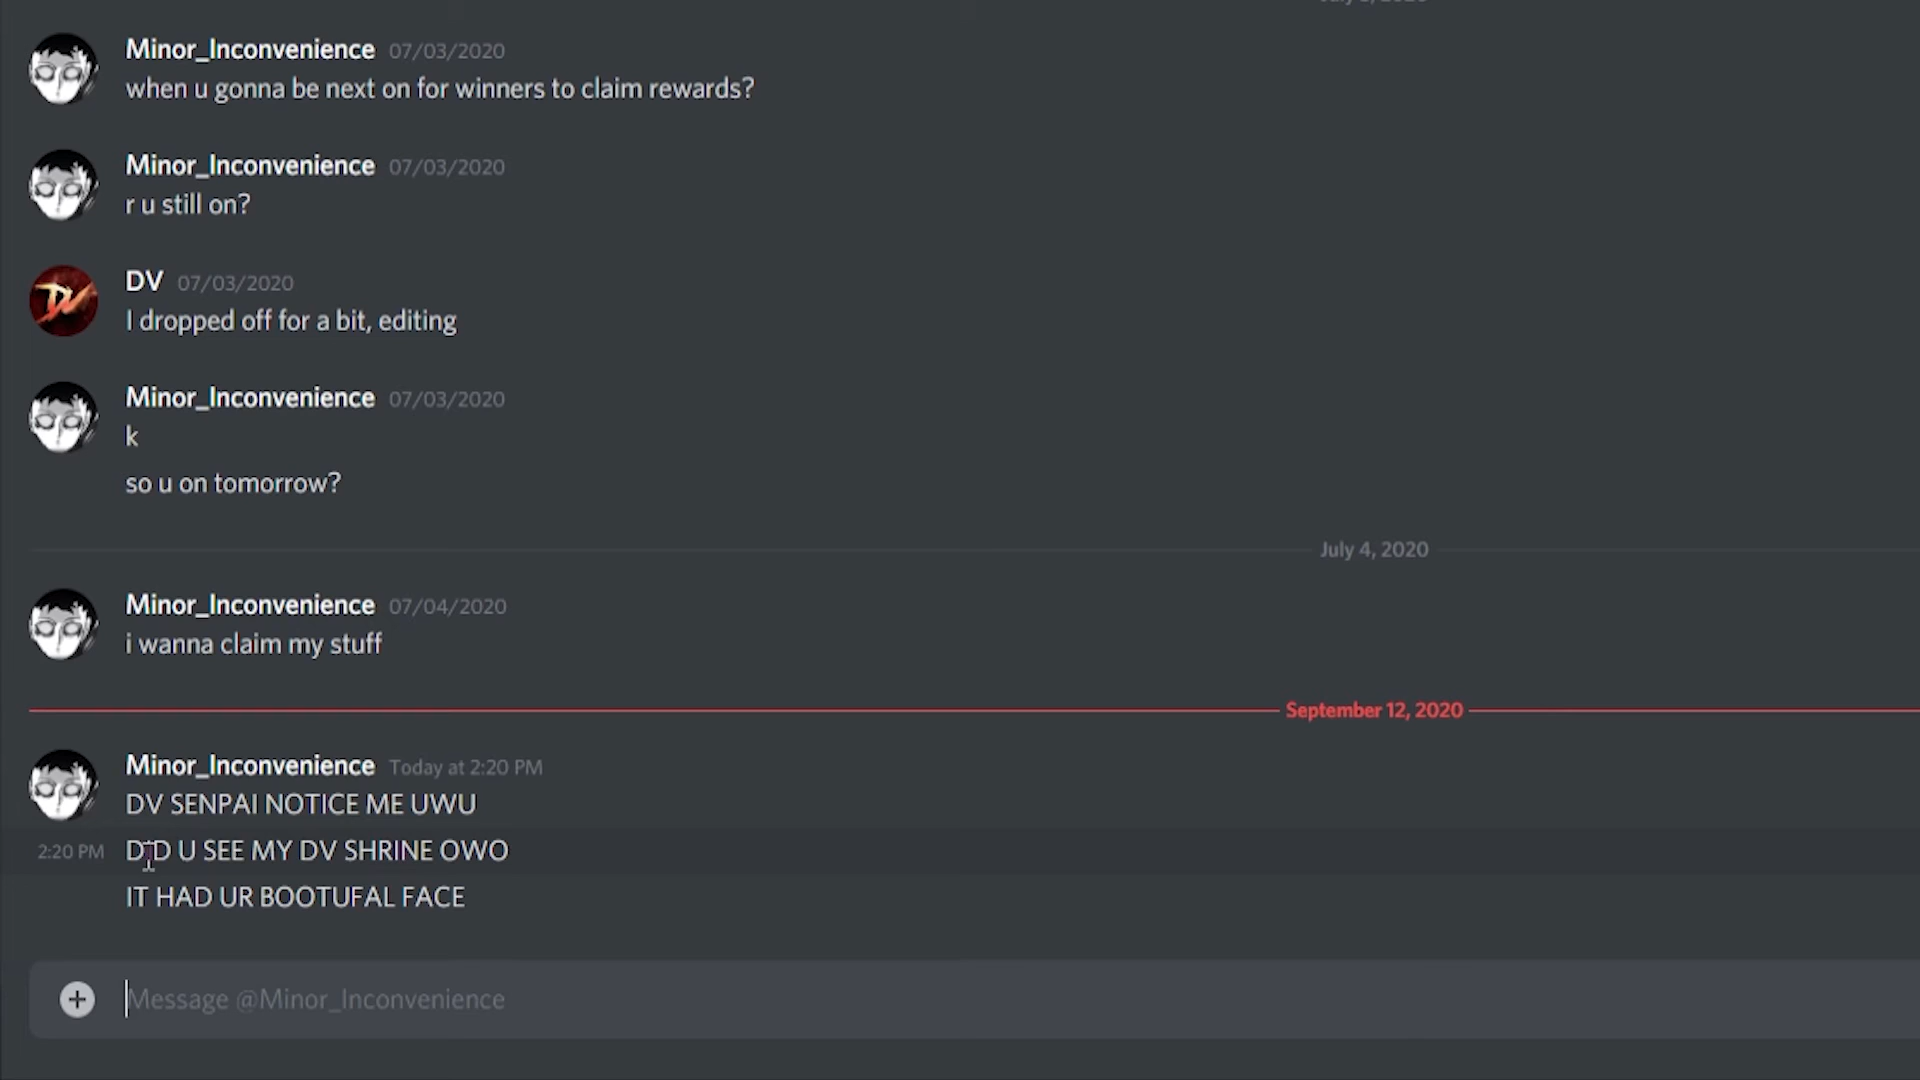 Minor_Inconvenience 07/03/2020
when u gonna be next on for winners to claim rewards?
Minor_Inconvenience 07/03/2020
r u still on?
DV 07/03/2020
I dropped off for a bit, editing
Minor_Inconvenience 07/03/2020
k
so u on tomorrow?
July 4, 2020
Minor_Inconvenience 07/04/2020
i wanna claim my stuff
September 12, 2020
Minor_Inconvenience Today at 2:20 PM
DV SENPAI NOTICE ME UWU
2:20 PM DID U SEE MY DV SHRINE OWO
IT HAD UR BOOTUFAL FACE
Message @Minor_Inconvenience